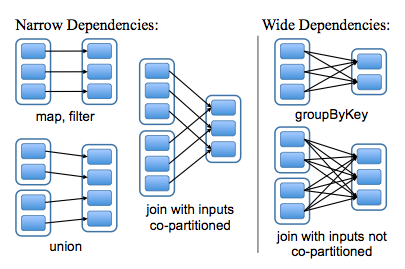 Narrow Dependencies:
map, filter
union
join with inputs
co-partitioned
Wide Dependencies:
groupByKey
join with inputs not
co-partitioned